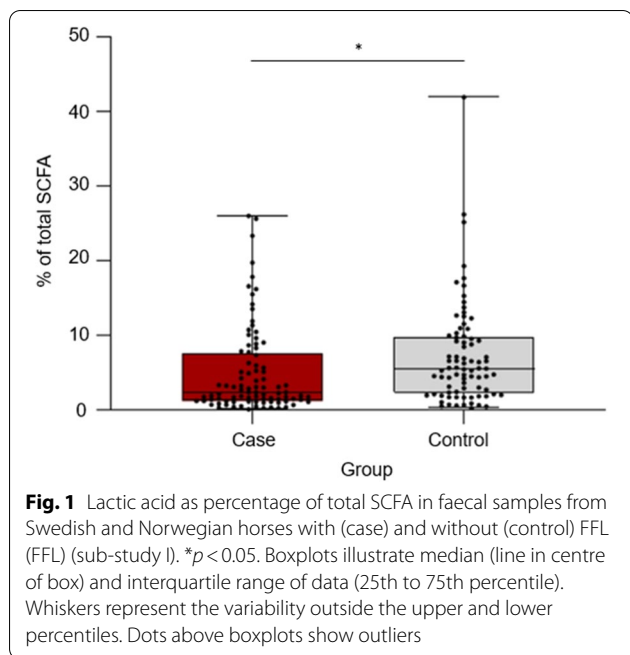 50
*
40
30
20
10
0
% of total SCFA
Case Control
Group
Fig. 1 Lactic acid as percentage of total SCFA in faecal samples from
Swedish and Norwegian horses with (case) and without (control) FFL
(FFL) (sub-study I). *p < 0.05. Boxplots illustrate median (line in centre
of box) and interquartile range of data (25th to 75th percentile).
Whiskers represent the variability outside the upper and lower
percentiles. Dots above boxplots show outliers